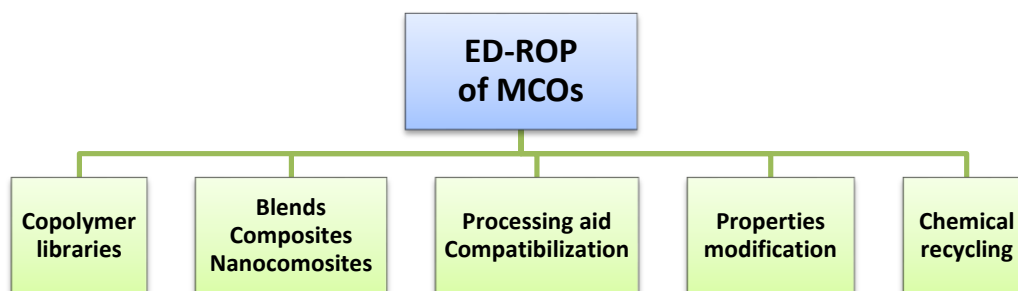 ED-ROP
of MCOs
Copolymer
libraries
Blends
Composites
Nanocomosites
Processing aid
Compatibilization
Properties
modification
Chemical
recycling